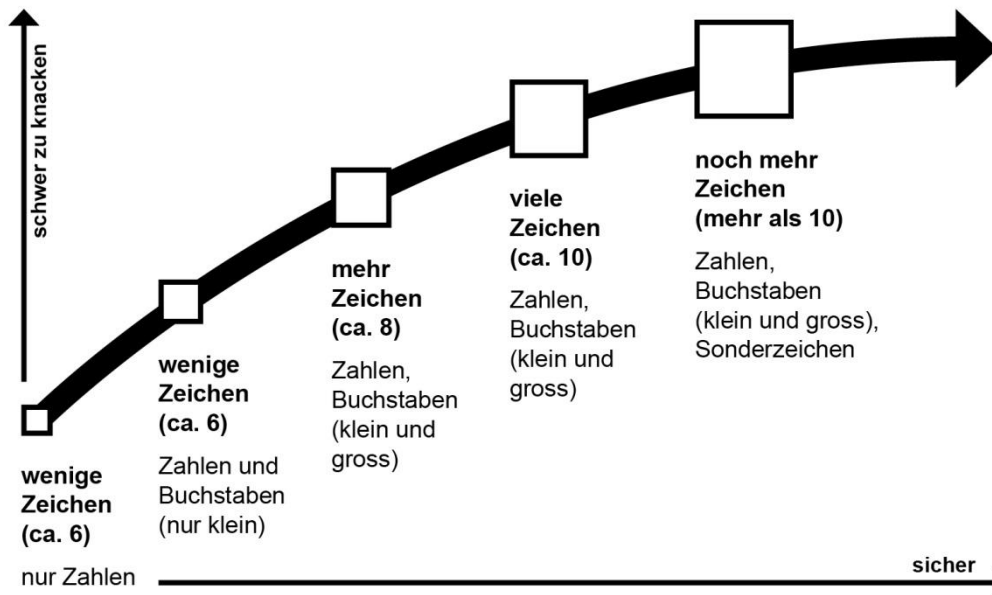 schwer zu knacken
wenige
Zeichen
(ca. 6)
nur Zahlen
wenige
Zeichen
(ca. 6)
Zahlen und
Buchstaben
(nur klein)
mehr
Zeichen
(ca. 8)
Zahlen,
Buchstaben
(klein und
gross)
viele
Zeichen
(ca. 10)
Zahlen,
Buchstaben
(klein und
gross)
noch mehr
Zeichen
(mehr als 10)
Zahlen,
Buchstaben
(klein und gross),
Sonderzeichen
sicher